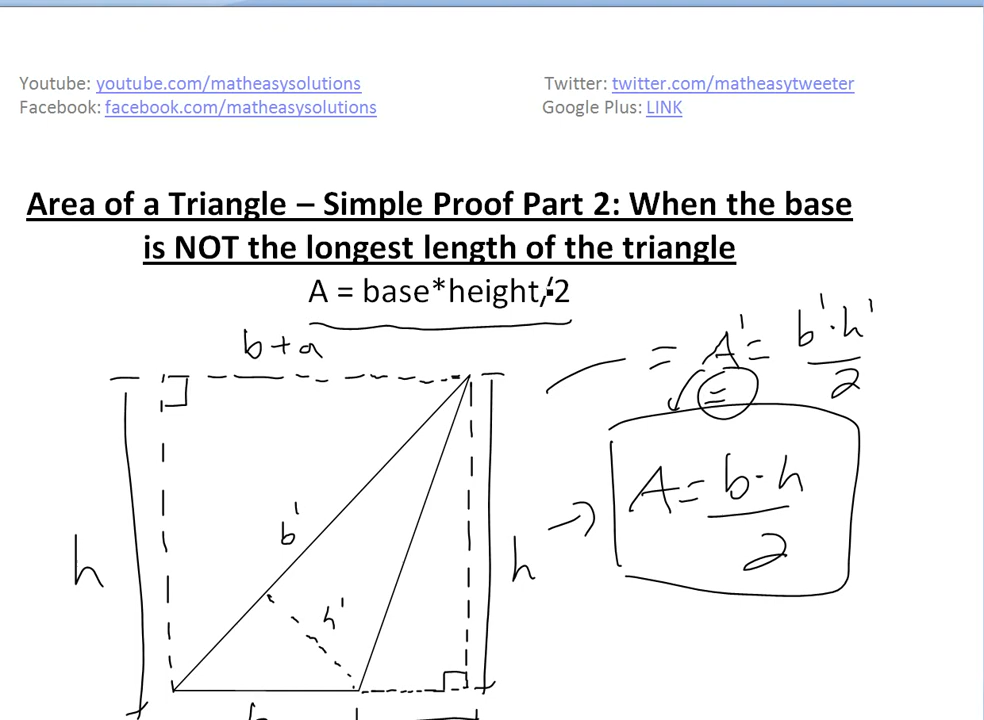 Youtube: youtube.com/matheasysolutions Twitter: twitter.com/matheasytweeter
Facebook: facebook.com/matheasysolutions Google Plus: LINK
Area of a Triangle – Simple Proof Part 2: When the base
is NOT the longest length of the triangle
A = base*height/2
b + a
= A' = b'·h' / 2
=
A = b·h / 2
b'
h
h
h'